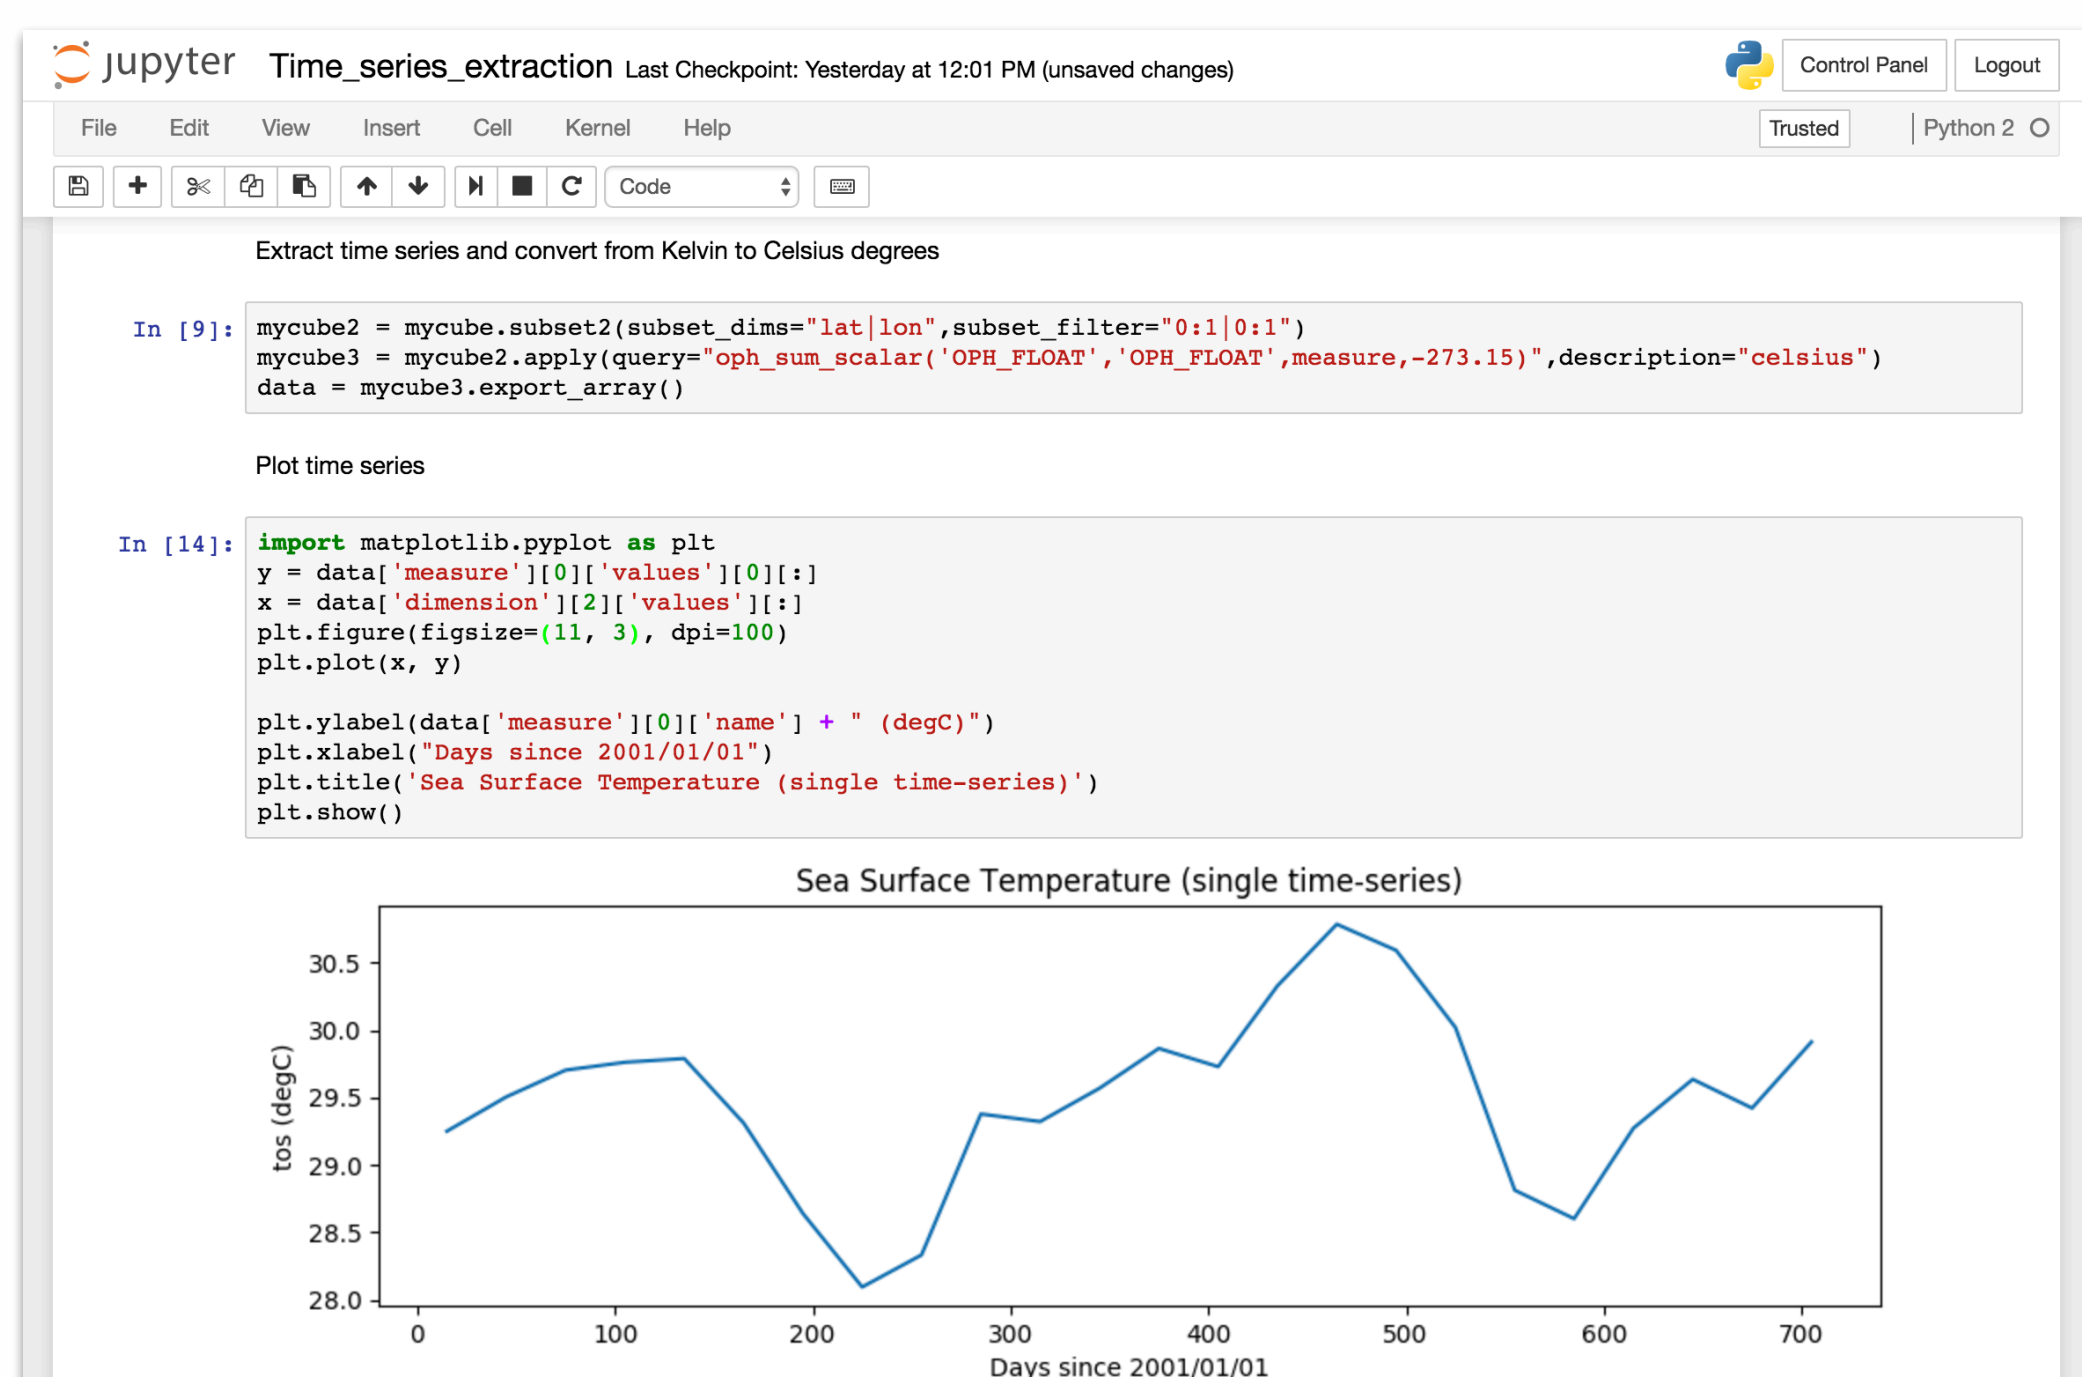 jupyter Time_series_extraction Last Checkpoint: Yesterday at 12:01 PM (unsaved changes) Control Panel Logout
File Edit View Insert Cell Kernel Help Trusted Python 2
Code
Extract time series and convert from Kelvin to Celsius degrees
In [9]: mycube2 = mycube.subset2(subset_dims="lat|lon",subset_filter="0:1|0:1")
mycube3 = mycube2.apply(query="oph_sum_scalar('OPH_FLOAT','OPH_FLOAT',measure,-273.15)",description="celsius")
data = mycube3.export_array()
Plot time series
In [14]: import matplotlib.pyplot as plt
y = data['measure'][0]['values'][0][:]
x = data['dimension'][2]['values'][:]
plt.figure(figsize=(11, 3), dpi=100)
plt.plot(x, y)
plt.ylabel(data['measure'][0]['name'] + " (degC)")
plt.xlabel("Days since 2001/01/01")
plt.title('Sea Surface Temperature (single time-series)')
plt.show()
Sea Surface Temperature (single time-series)
30.5
30.0
29.5
29.0
28.5
28.0
tos (degC)
0 100 200 300 400 500 600 700
Days since 2001/01/01